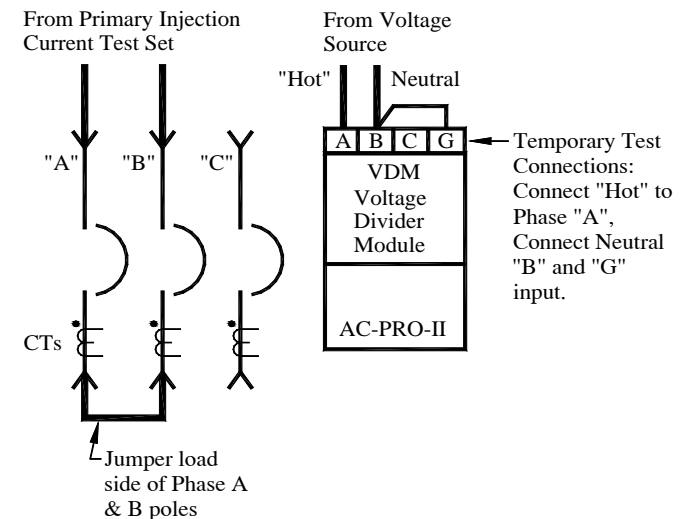 From Primary Injection
Current Test Set
From Voltage
Source
"Hot"
Neutral
A B C G
"A"
"B"
"C"
VDM
Voltage
Divider
Module
AC-PRO-II
Temporary Test
Connections:
Connect "Hot" to
Phase "A",
Connect Neutral
"B" and "G"
input.
CTs
Jumper load
side of Phase A
& B poles